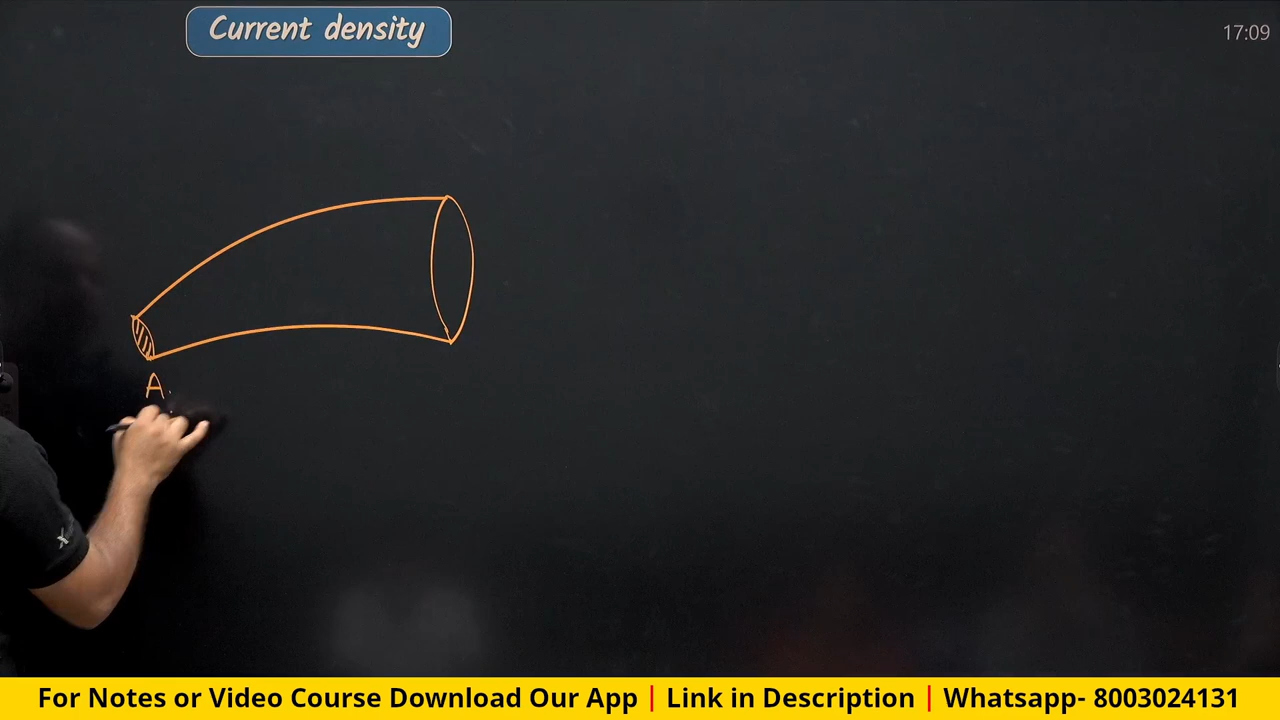 Current density
17:09
A
For Notes or Video Course Download Our App | Link in Description | Whatsapp- 8003024131